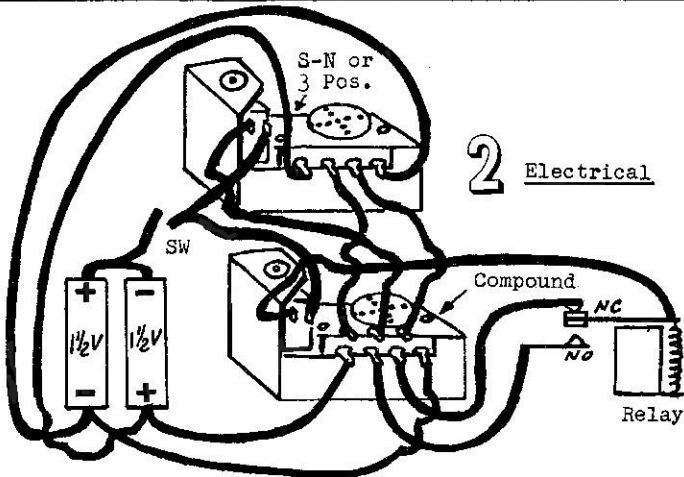 S-N or
3 Pos.
2 Electrical
SW
Compound
NC
NO
+ -
1½V 1½V
- +
Relay